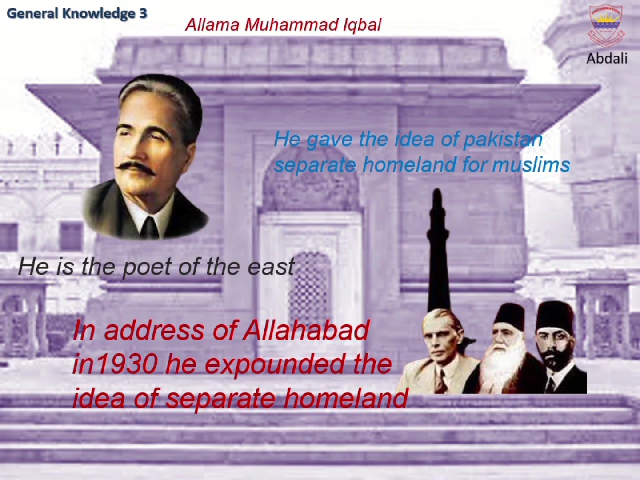 General Knowledge 3
Allama Muhammad Iqbal
Abdali
He gave the idea of pakistan
separate homeland for muslims
He is the poet of the east
In address of Allahabad
in1930 he expounded the
idea of separate homeland